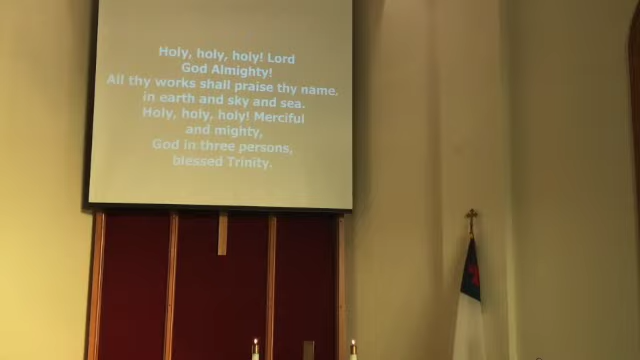 Holy, holy, holy! Lord
God Almighty!
All thy works shall praise thy name,
in earth and sky and sea.
Holy, holy, holy! Merciful
and mighty,
God in three persons,
blessed Trinity.